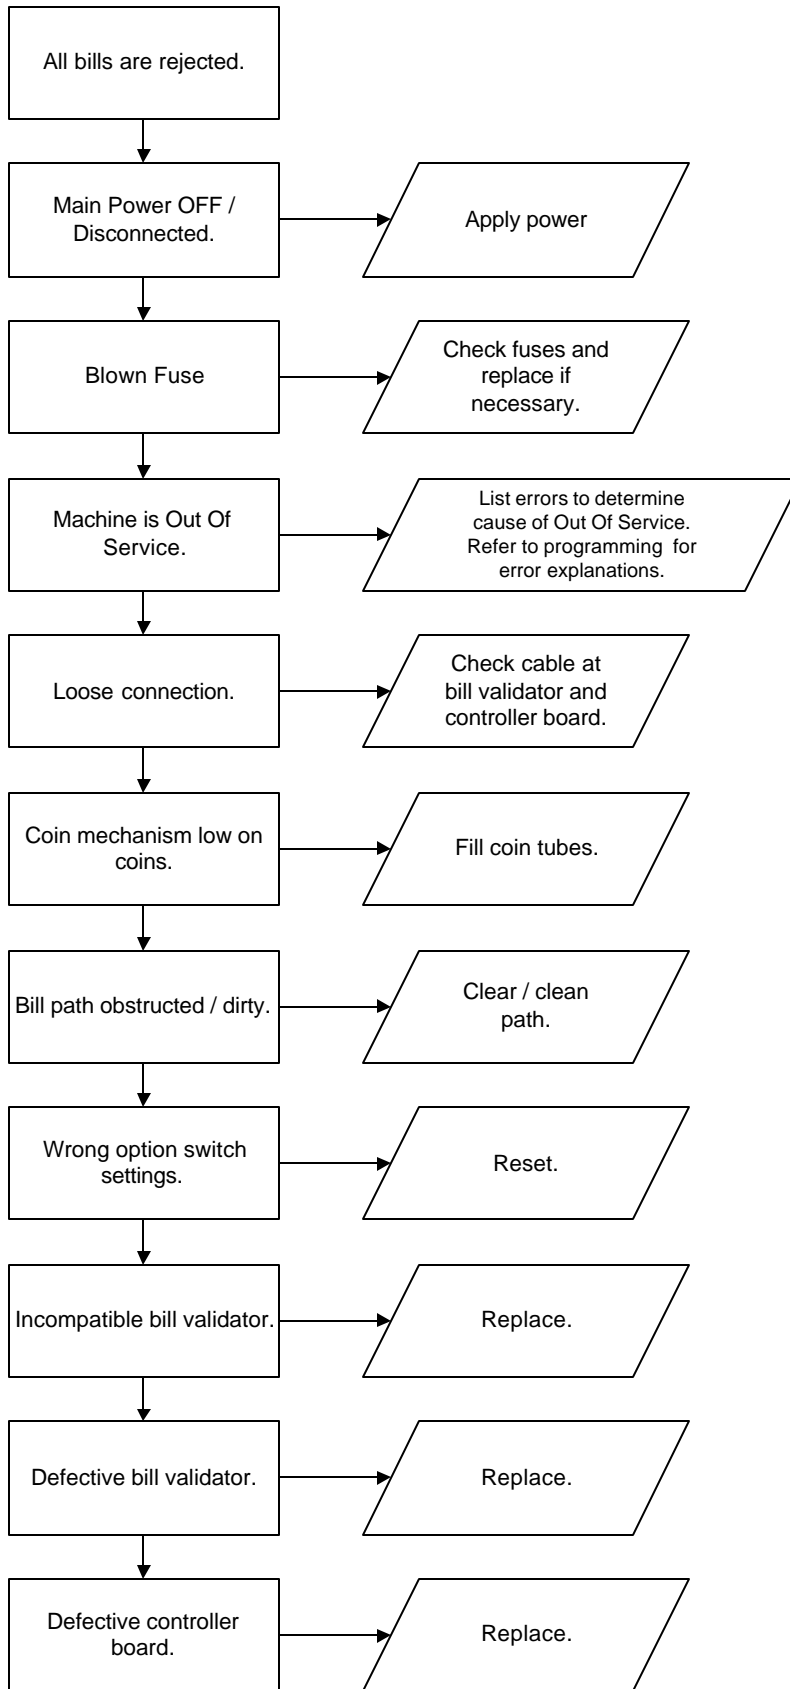 All bills are rejected.
Main Power OFF /
Disconnected.
Apply power
Blown Fuse
Check fuses and
replace if
necessary.
Machine is Out Of
Service.
List errors to determine
cause of Out Of Service.
Refer to programming for
error explanations.
Loose connection.
Check cable at
bill validator and
controller board.
Coin mechanism low on
coins.
Fill coin tubes.
Bill path obstructed / dirty.
Clear / clean
path.
Wrong option switch
settings.
Reset.
Incompatible bill validator.
Replace.
Defective bill validator.
Replace.
Defective controller
board.
Replace.